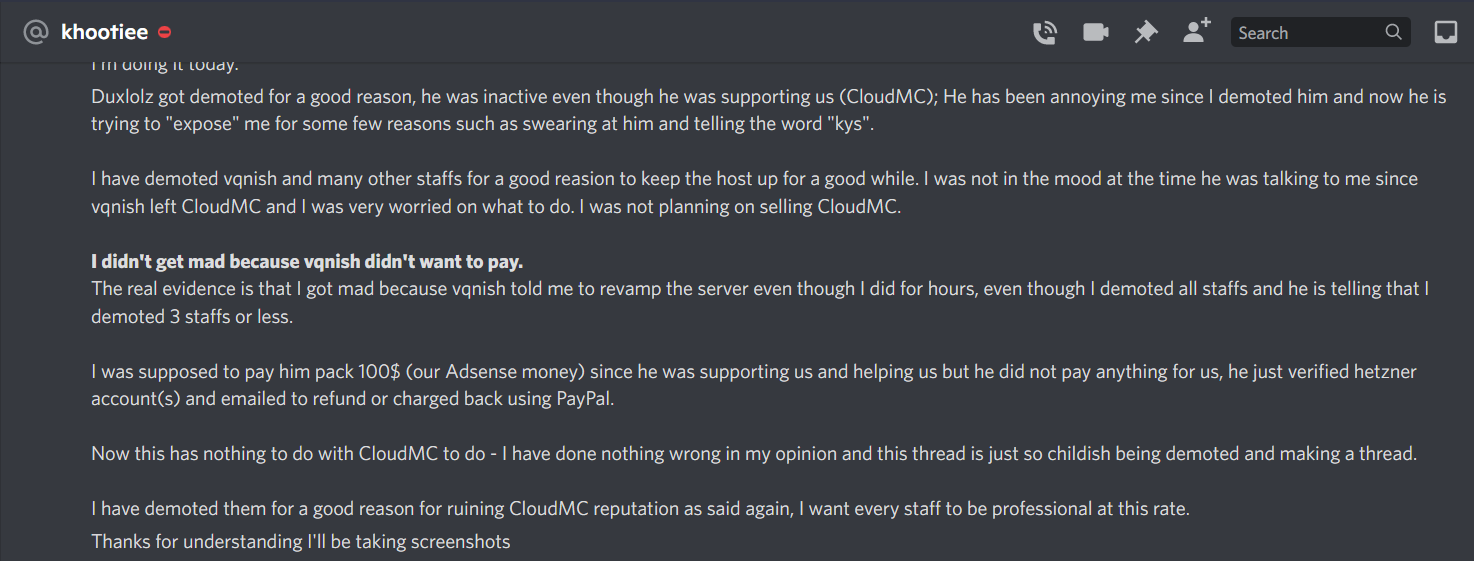 @ khootiee
Search
I'm doing it today.
Duxlolz got demoted for a good reason, he was inactive even though he was supporting us (CloudMC); He has been annoying me since I demoted him and now he is
trying to "expose" me for some few reasons such as swearing at him and telling the word "kys".
I have demoted vqnish and many other staffs for a good reasion to keep the host up for a good while. I was not in the mood at the time he was talking to me since
vqnish left CloudMC and I was very worried on what to do. I was not planning on selling CloudMC.
I didn't get mad because vqnish didn't want to pay.
The real evidence is that I got mad because vqnish told me to revamp the server even though I did for hours, even though I demoted all staffs and he is telling that I
demoted 3 staffs or less.
I was supposed to pay him pack 100$ (our Adsense money) since he was supporting us and helping us but he did not pay anything for us, he just verified hetzner
account(s) and emailed to refund or charged back using PayPal.
Now this has nothing to do with CloudMC to do - I have done nothing wrong in my opinion and this thread is just so childish being demoted and making a thread.
I have demoted them for a good reason for ruining CloudMC reputation as said again, I want every staff to be professional at this rate.
Thanks for understanding I'll be taking screenshots